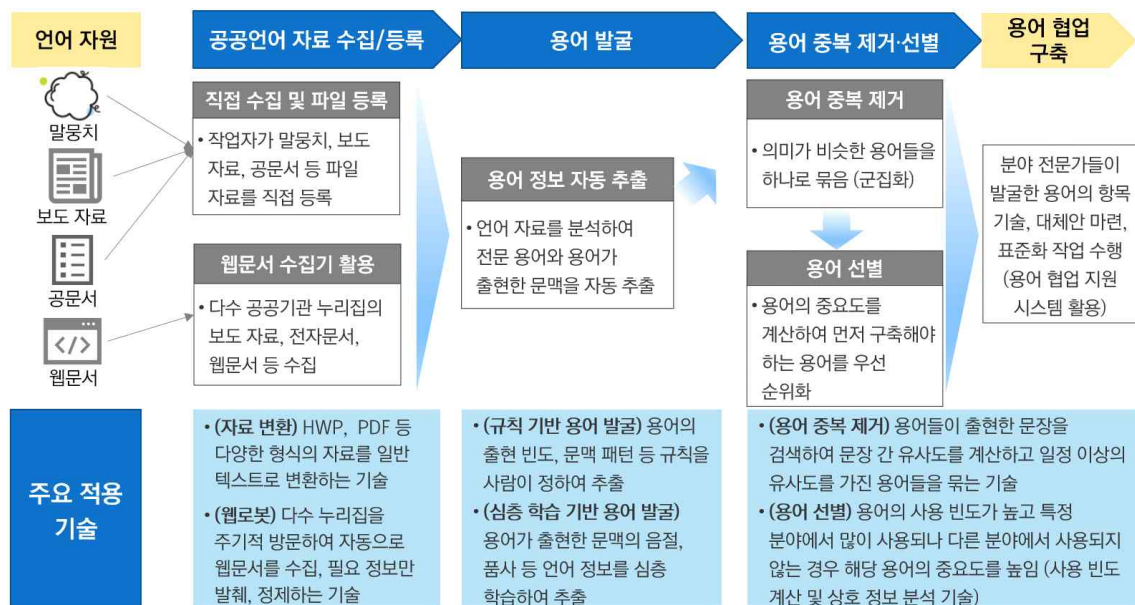 언어 자원
공공언어 자료 수집/등록
용어 발굴
용어 중복 제거·선별
용어 협업
구축
말뭉치
보도 자료
공문서
</>
웹문서
직접 수집 및 파일 등록
• 작업자가 말뭉치, 보도
자료, 공문서 등 파일
자료를 직접 등록
웹문서 수집기 활용
• 다수 공공기관 누리집의
보도 자료, 전자문서,
웹문서 등 수집
용어 정보 자동 추출
• 언어 자료를 분석하여
전문 용어와 용어가
출현한 문맥을 자동 추출
용어 중복 제거
• 의미가 비슷한 용어들을
하나로 묶음 (군집화)
용어 선별
• 용어의 중요도를
계산하여 먼저 구축해야
하는 용어를 우선
순위화
분야 전문가들이
발굴한 용어의 항목
기술, 대체안 마련,
표준화 작업 수행
(용어 협업 지원
시스템 활용)
주요 적용
기술
• (자료 변환) HWP, PDF 등
다양한 형식의 자료를 일반
텍스트로 변환하는 기술
• (웹로봇) 다수 누리집을
주기적 방문하여 자동으로
웹문서를 수집, 필요 정보만
발췌, 정제하는 기술
• (규칙 기반 용어 발굴) 용어의
출현 빈도, 문맥 패턴 등 규칙을
사람이 정하여 추출
• (심층 학습 기반 용어 발굴)
용어가 출현한 문맥의 음절,
품사 등 언어 정보를 심층
학습하여 추출
• (용어 중복 제거) 용어들이 출현한 문장을
검색하여 문장 간 유사도를 계산하고 일정 이상의
유사도를 가진 용어들을 묶는 기술
• (용어 선별) 용어의 사용 빈도가 높고 특정
분야에서 많이 사용되나 다른 분야에서 사용되지
않는 경우 해당 용어의 중요도를 높임 (사용 빈도
계산 및 상호 정보 분석 기술)